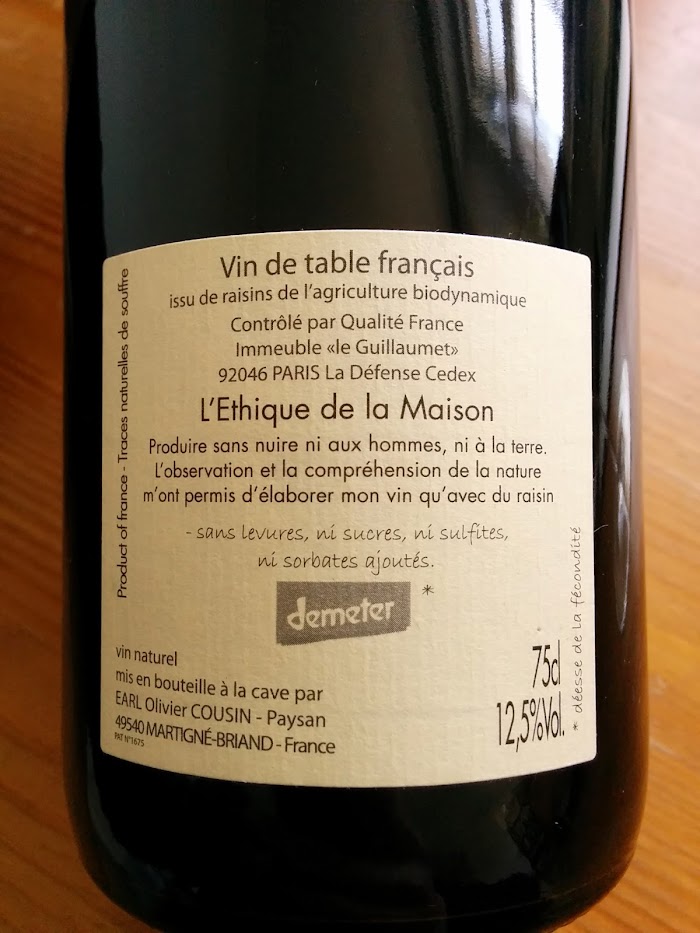 Vin de table français
issu de raisins de l'agriculture biodynamique
Contrôlé par Qualité France
Immeuble «le Guillaumet»
92046 PARIS La Défense Cedex
L'Ethique de la Maison
Produire sans nuire ni aux hommes, ni à la terre.
L'observation et la compréhension de la nature
m'ont permis d'élaborer mon vin qu'avec du raisin
- sans levures, ni sucres, ni sulfites,
ni sorbates ajoutés.
demeter *
vin naturel
mis en bouteille à la cave par
EARL Olivier COUSIN - Paysan
49540 MARTIGNÉ-BRIAND - France
PAT N°1675
75cl
12,5%Vol.
Product of france - Traces naturelles de souffre
* déesse de la fécondité